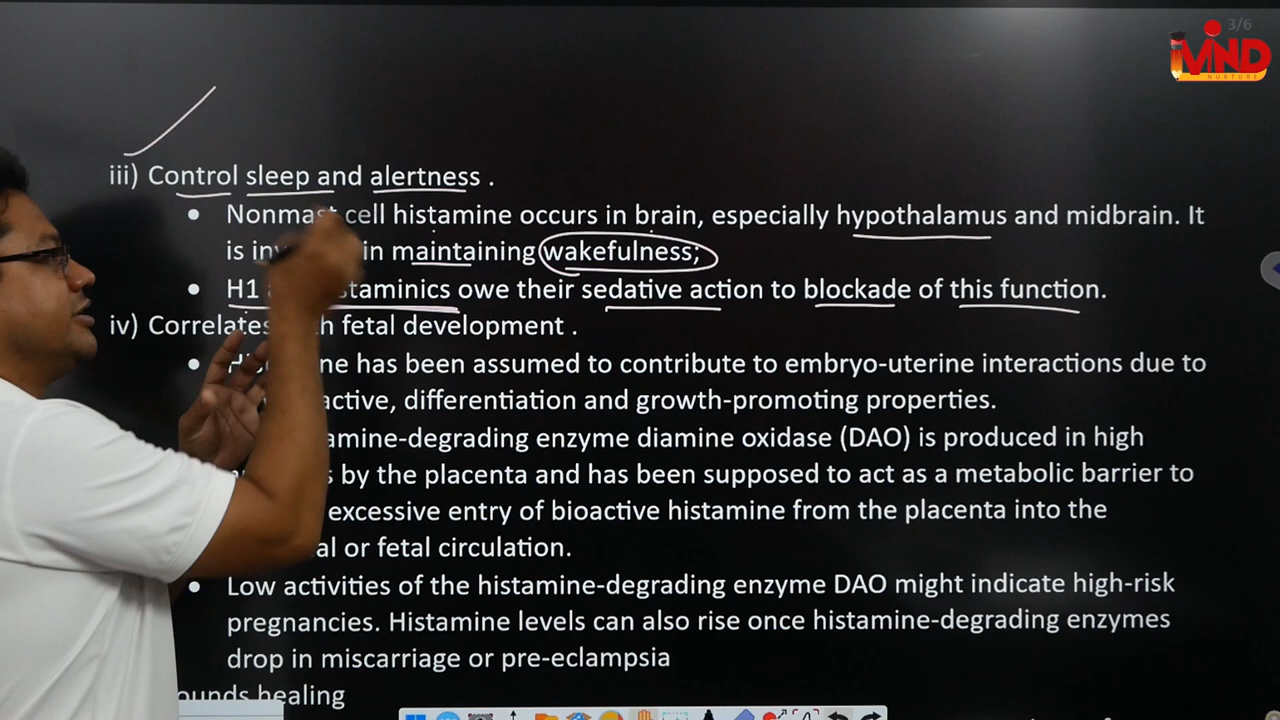 3/6
MIND
NURTURE
iii) Control sleep and alertness .
• Nonmast cell histamine occurs in brain, especially hypothalamus and midbrain. It
is in in maintaining wakefulness;
• H1 staminics owe their sedative action to blockade of this function.
iv) Correlates fetal development .
• ne has been assumed to contribute to embryo-uterine interactions due to
active, differentiation and growth-promoting properties.
amine-degrading enzyme diamine oxidase (DAO) is produced in high
s by the placenta and has been supposed to act as a metabolic barrier to
excessive entry of bioactive histamine from the placenta into the
al or fetal circulation.
• Low activities of the histamine-degrading enzyme DAO might indicate high-risk
pregnancies. Histamine levels can also rise once histamine-degrading enzymes
drop in miscarriage or pre-eclampsia
ounds healing